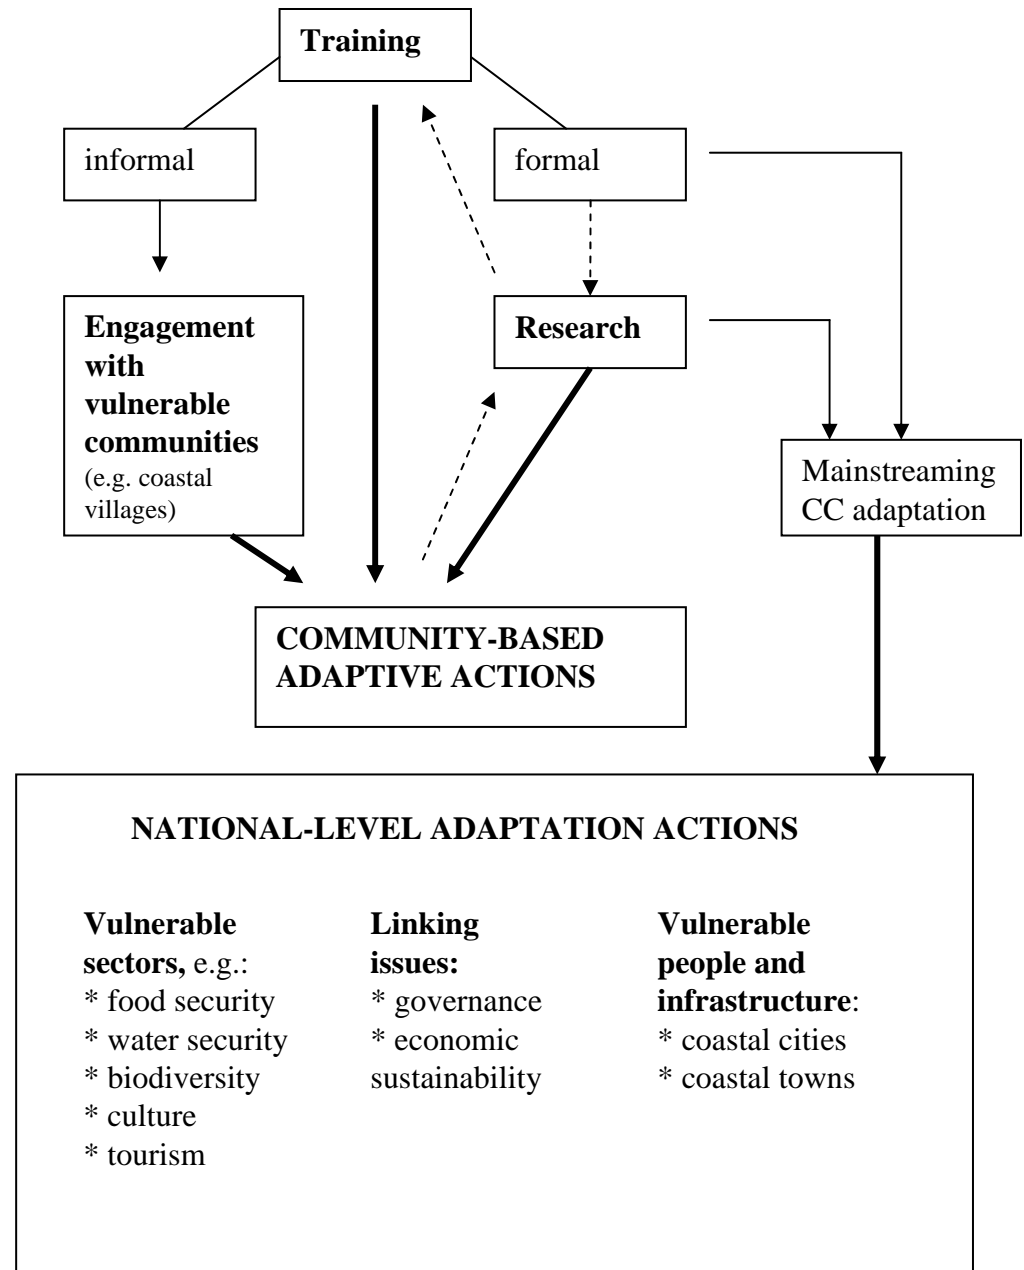 Training
informal
formal
Engagement
with
vulnerable
communities
(e.g. coastal
villages)
Research
Mainstreaming
CC adaptation
COMMUNITY-BASED
ADAPTIVE ACTIONS
NATIONAL-LEVEL ADAPTATION ACTIONS
Vulnerable
sectors, e.g.:
* food security
* water security
* biodiversity
* culture
* tourism
Linking
issues:
* governance
* economic
sustainability
Vulnerable
people and
infrastructure:
* coastal cities
* coastal towns